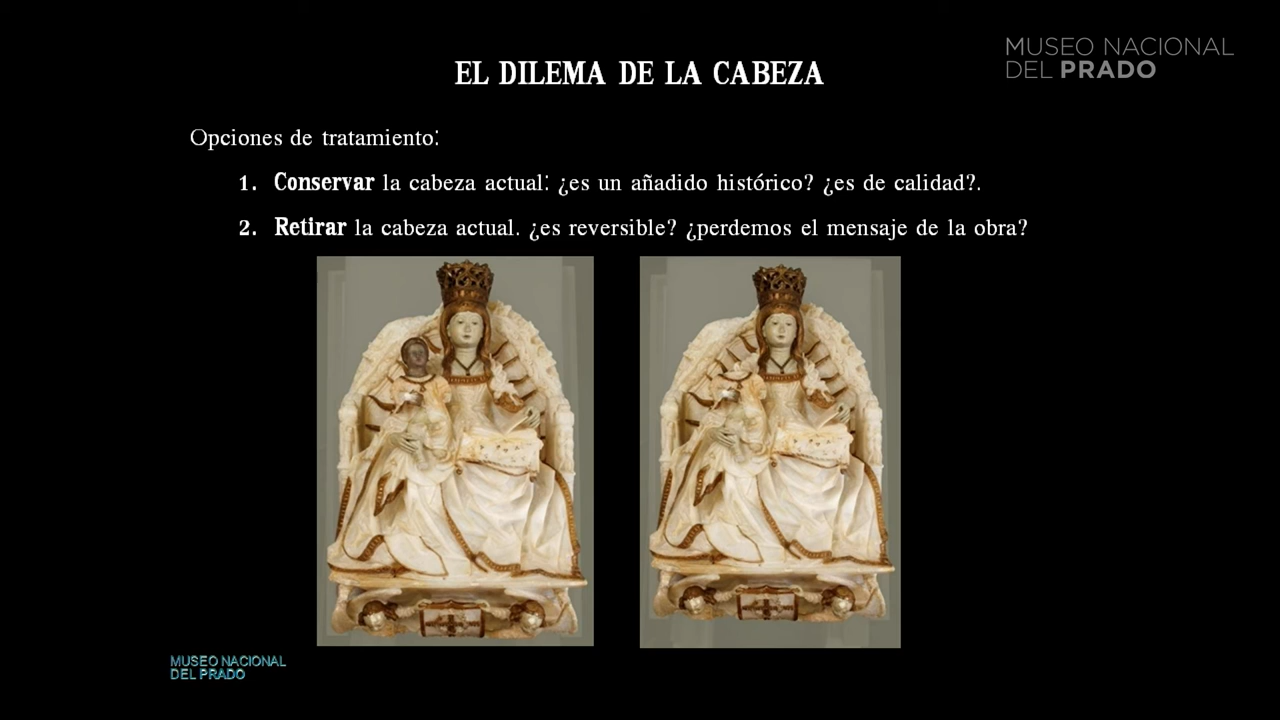 MUSEO NACIONAL
DEL PRADO
EL DILEMA DE LA CABEZA
Opciones de tratamiento:
1. Conservar la cabeza actual: ¿es un añadido histórico? ¿es de calidad?.
2. Retirar la cabeza actual. ¿es reversible? ¿perdemos el mensaje de la obra?
MUSEO NACIONAL
DEL PRADO